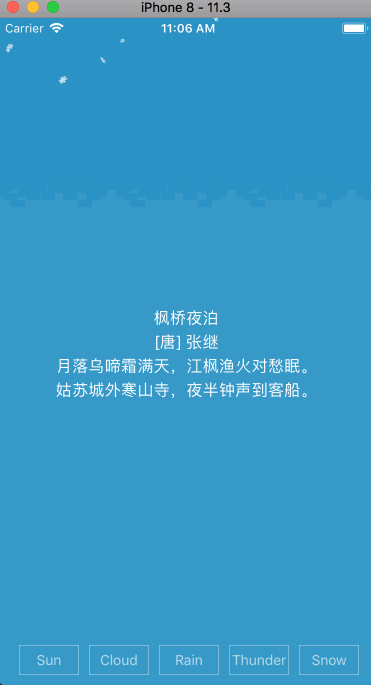 iPhone 8 - 11.3
Carrier 11:06 AM
枫桥夜泊
[唐] 张继
月落乌啼霜满天，江枫渔火对愁眠。
姑苏城外寒山寺，夜半钟声到客船。
Sun Cloud Rain Thunder Snow